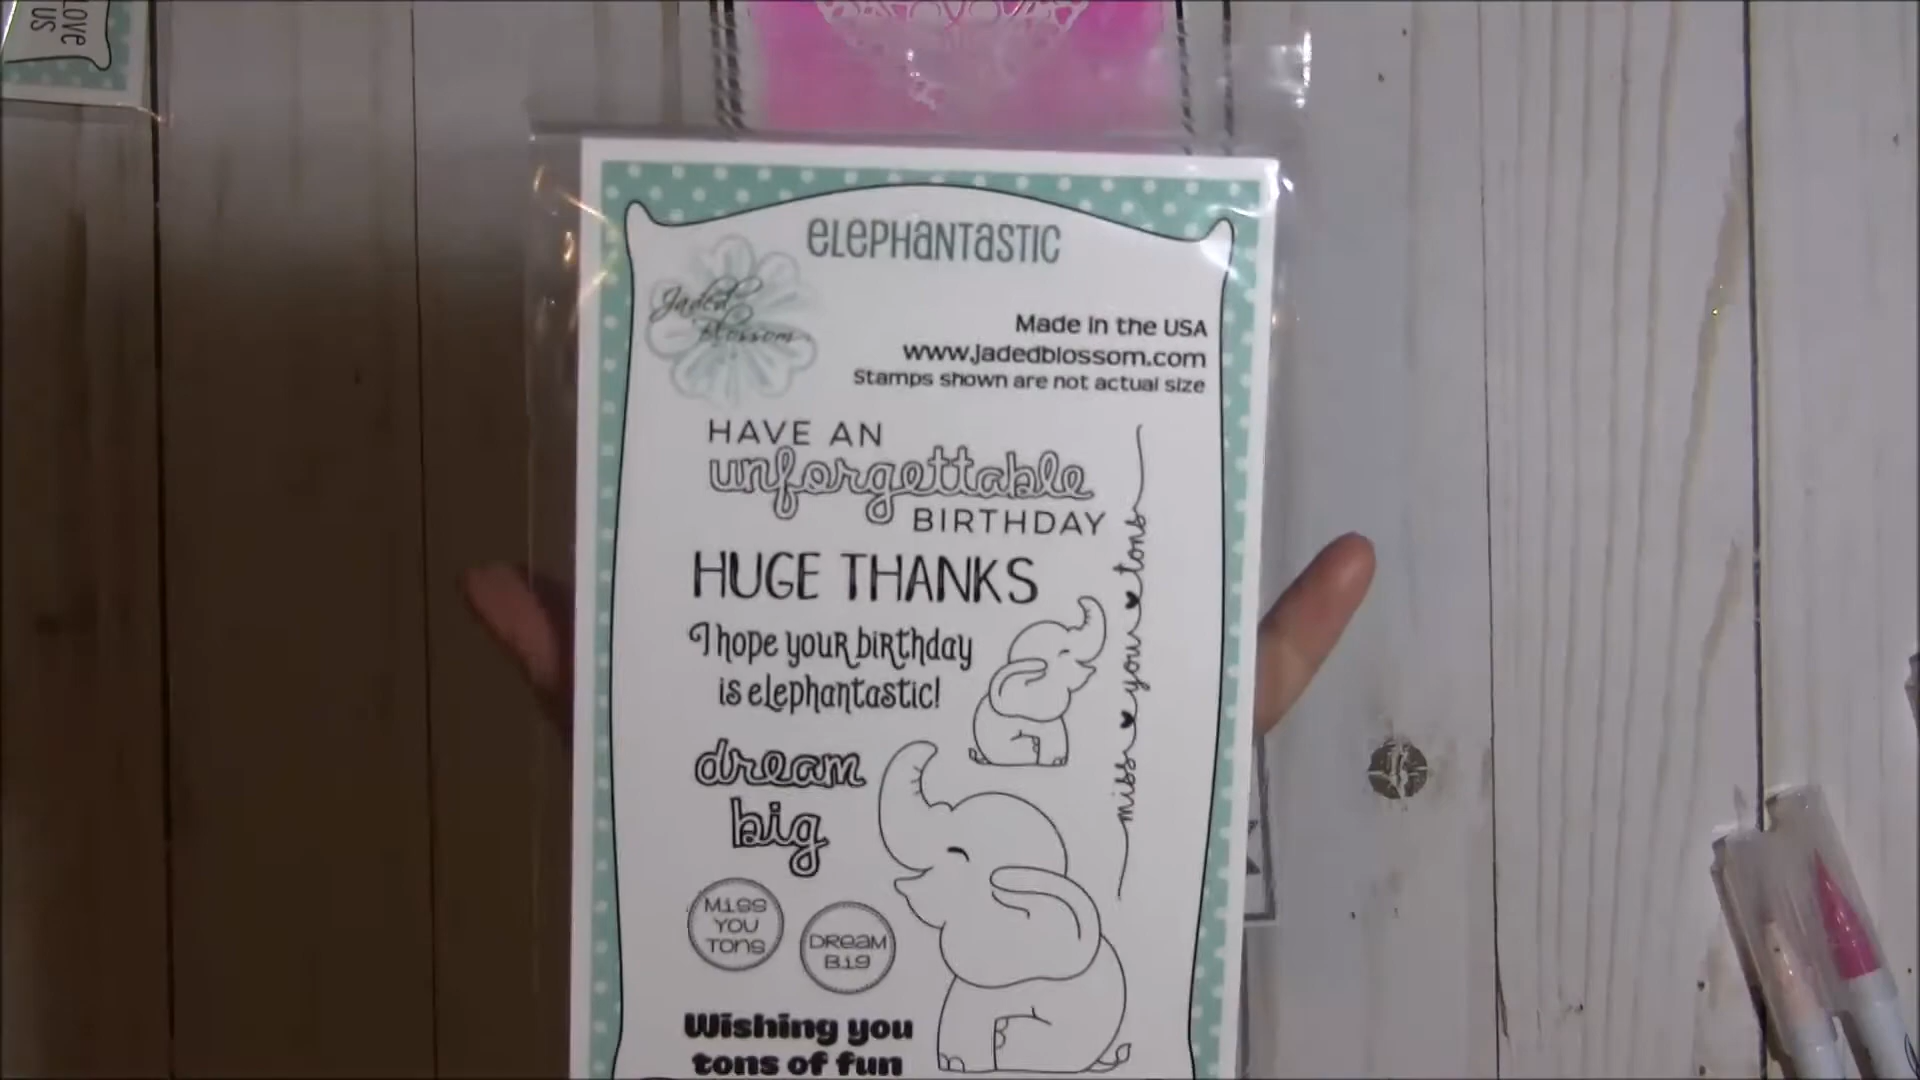 Love
us
eLePHaNTaSTIC
Jaded
Blossom
Made in the USA
www.jadedblossom.com
Stamps shown are not actual size
HAVE AN
unforgettable
BIRTHDAY
HUGE THANKS
I hope your birthday
is elephantastic!
miss you tons
dream
big
Miss
YOU
Tons
Dream
Big
Wishing you
tons of fun